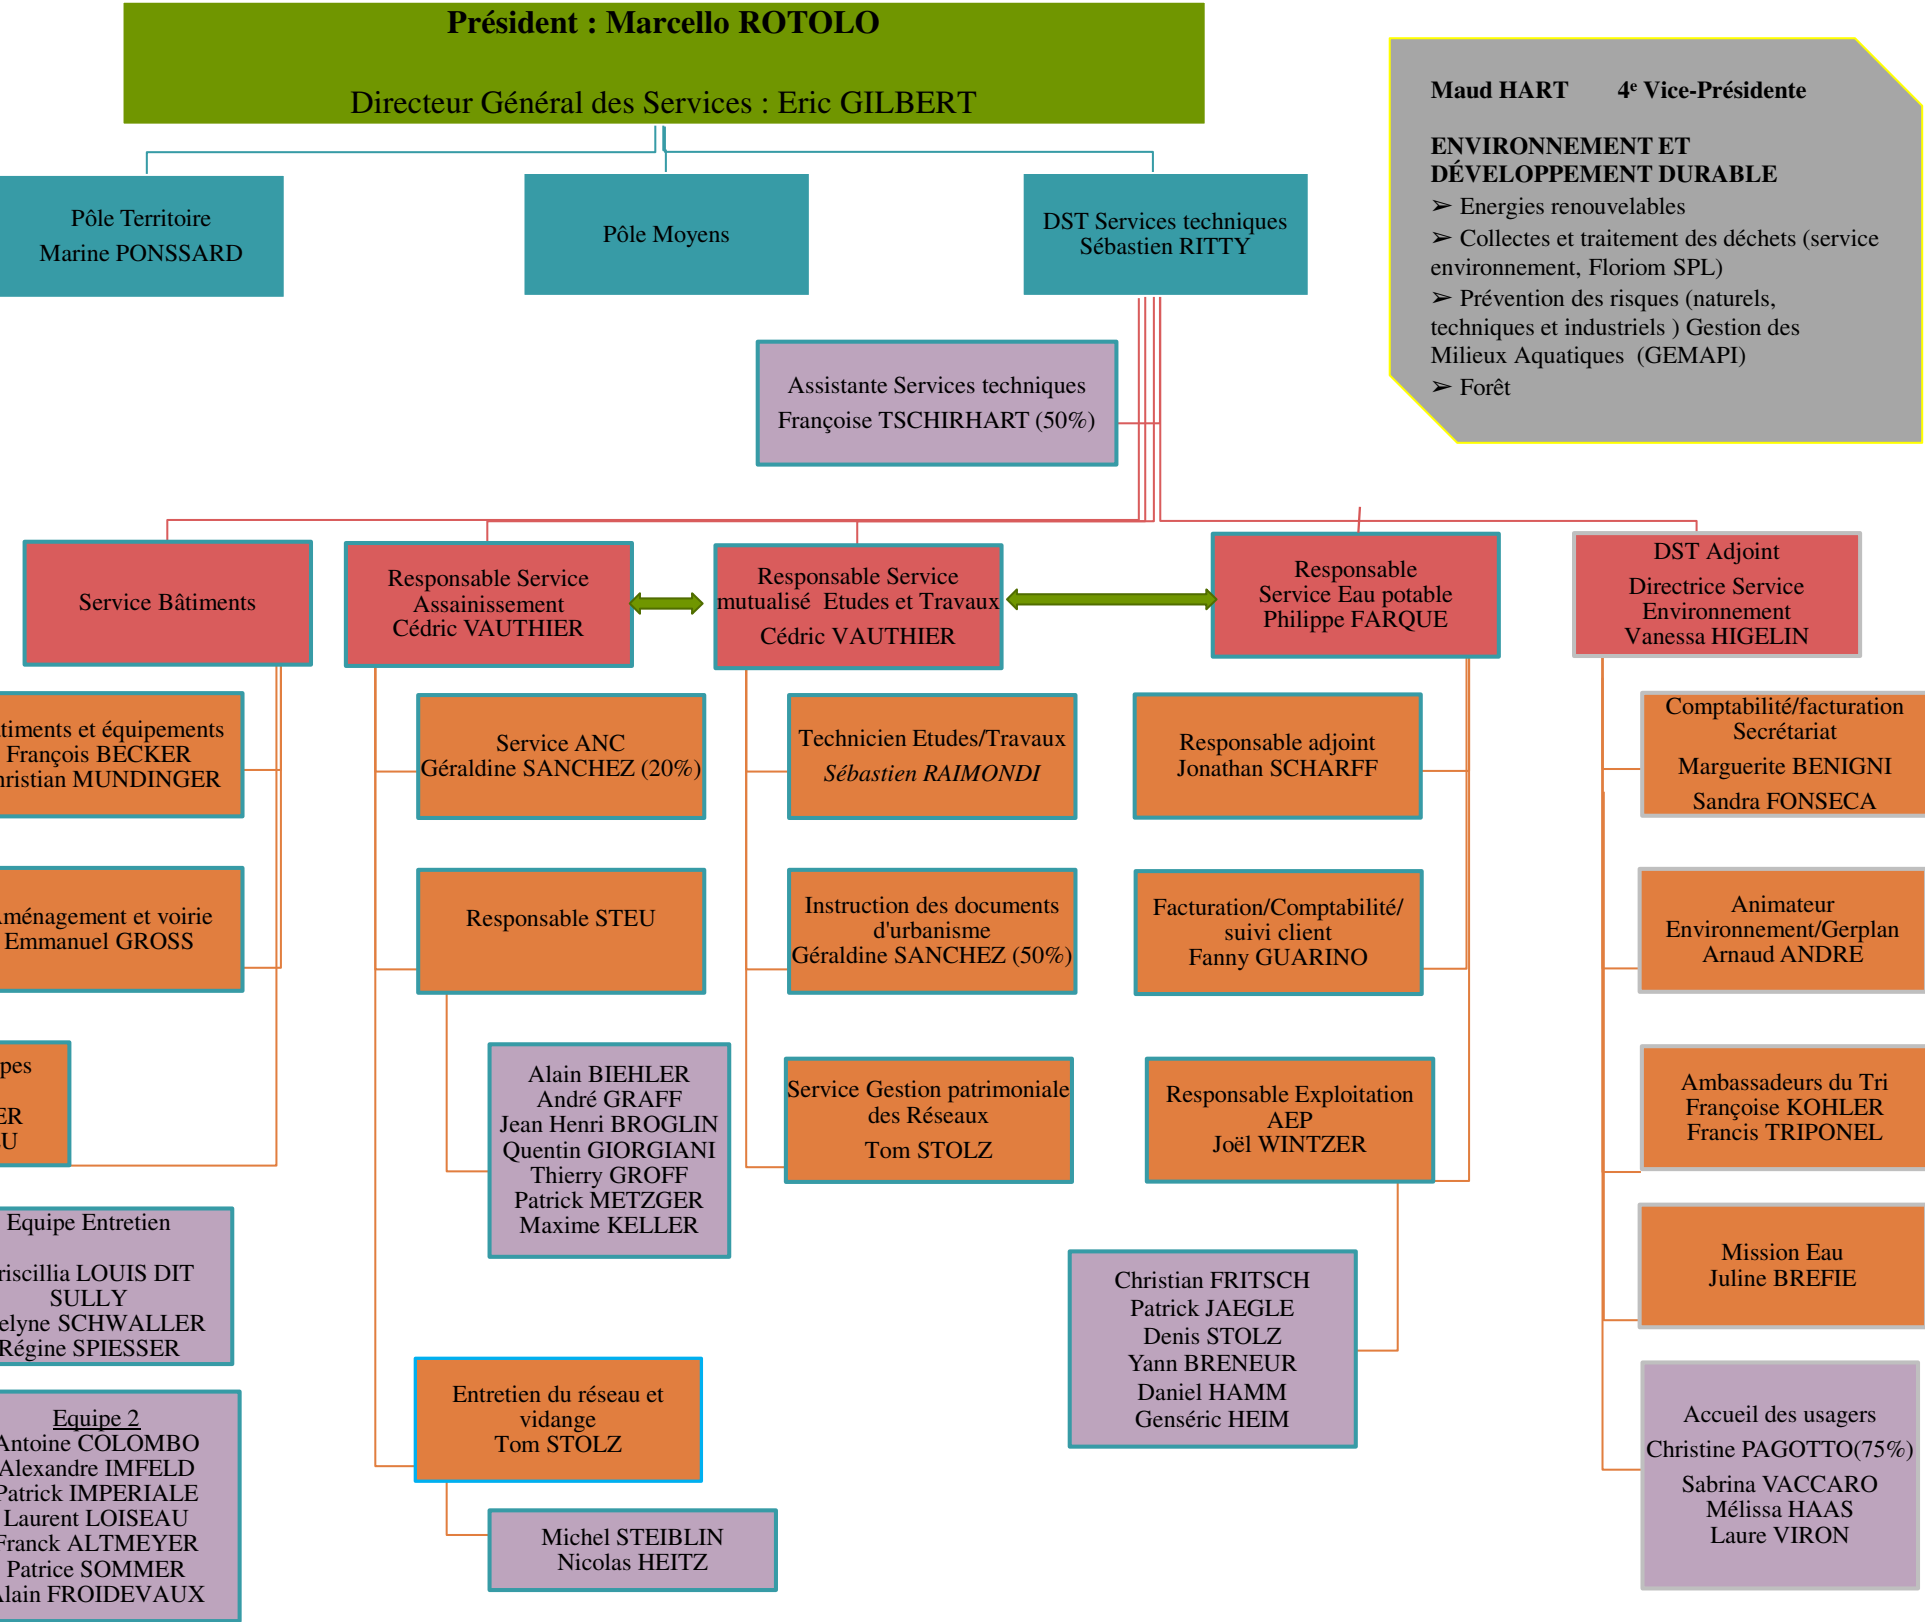 Président : Marcello ROTOLO
Directeur Général des Services : Eric GILBERT
Maud HART 4e Vice-Présidente
ENVIRONNEMENT ET
DÉVELOPPEMENT DURABLE
➢ Energies renouvelables
➢ Collectes et traitement des déchets (service
environnement, Floriom SPL)
➢ Prévention des risques (naturels,
techniques et industriels ) Gestion des
Milieux Aquatiques (GEMAPI)
➢ Forêt
Pôle Territoire
Marine PONSSARD
Pôle Moyens
DST Services techniques
Sébastien RITTY
Assistante Services techniques
Françoise TSCHIRHART (50%)
Service Bâtiments
Responsable Service
Assainissement
Cédric VAUTHIER
Responsable Service
mutualisé Etudes et Travaux
Cédric VAUTHIER
Responsable
Service Eau potable
Philippe FARQUE
DST Adjoint
Directrice Service
Environnement
Vanessa HIGELIN
et équipements
François BECKER
MUNDINGER
et voirie
Emmanuel GROSS
Equipe Entretien
LOUIS DIT
SULLY
SCHWALLER
Régine SPIESSER
Equipe 2
Antoine COLOMBO
Alexandre IMFELD
Patrick IMPERIALE
Laurent LOISEAU
Franck ALTMEYER
Patrice SOMMER
Alain FROIDEVAUX
Service ANC
Géraldine SANCHEZ (20%)
Responsable STEU
Alain BIEHLER
André GRAFF
Jean Henri BROGLIN
Quentin GIORGIANI
Thierry GROFF
Patrick METZGER
Maxime KELLER
Entretien du réseau et
vidange
Tom STOLZ
Michel STEIBLIN
Nicolas HEITZ
Technicien Etudes/Travaux
Sébastien RAIMONDI
Instruction des documents
d'urbanisme
Géraldine SANCHEZ (50%)
Service Gestion patrimoniale
des Réseaux
Tom STOLZ
Responsable adjoint
Jonathan SCHARFF
Facturation/Comptabilité/
suivi client
Fanny GUARINO
Responsable Exploitation
AEP
Joël WINTZER
Christian FRITSCH
Patrick JAEGLE
Denis STOLZ
Yann BRENEUR
Daniel HAMM
Genséric HEIM
Comptabilité/facturation
Secrétariat
Marguerite BENIGNI
Sandra FONSECA
Animateur
Environnement/Gerplan
Arnaud ANDRE
Ambassadeurs du Tri
Françoise KOHLER
Francis TRIPONEL
Mission Eau
Juline BREFIE
Accueil des usagers
Christine PAGOTTO(75%)
Sabrina VACCARO
Mélissa HAAS
Laure VIRON